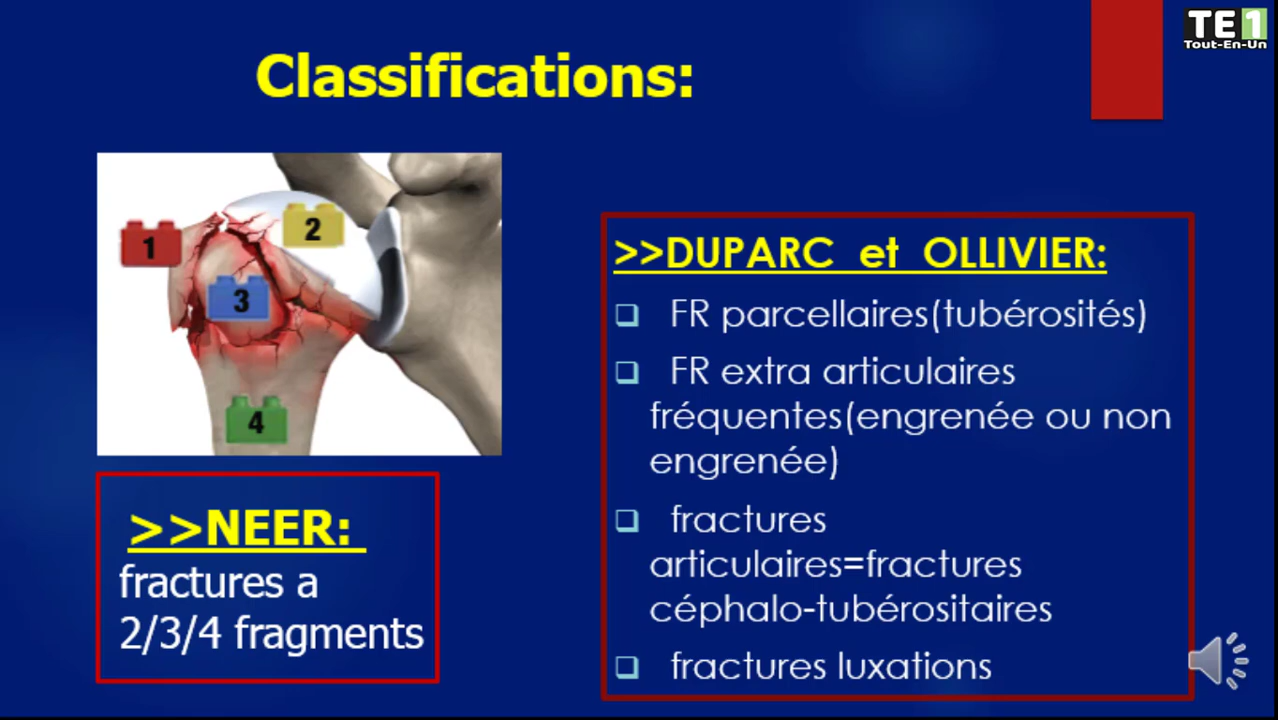 TE1
Tout-En-Un
Classifications:
1
2
3
4
>>NEER:
fractures a
2/3/4 fragments
>>DUPARC et OLLIVIER:
FR parcellaires(tubérosités)
FR extra articulaires
fréquentes(engrenée ou non
engrenée)
fractures
articulaires=fractures
céphalo-tubérositaires
fractures luxations